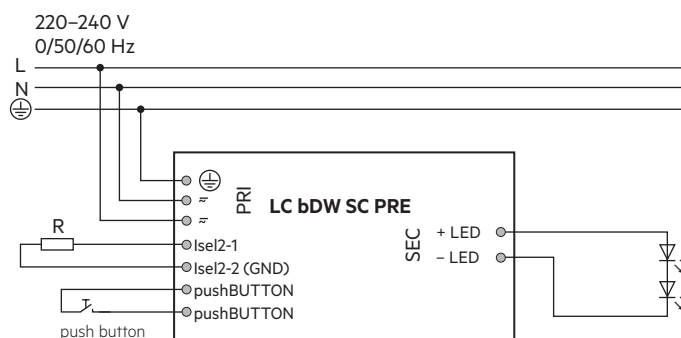 220–240 V
0/50/60 Hz
L
N
PRI
LC bDW SC PRE
≂
≂
R
Isel2-1
Isel2-2 (GND)
pushBUTTON
pushBUTTON
push button
SEC
+ LED
– LED